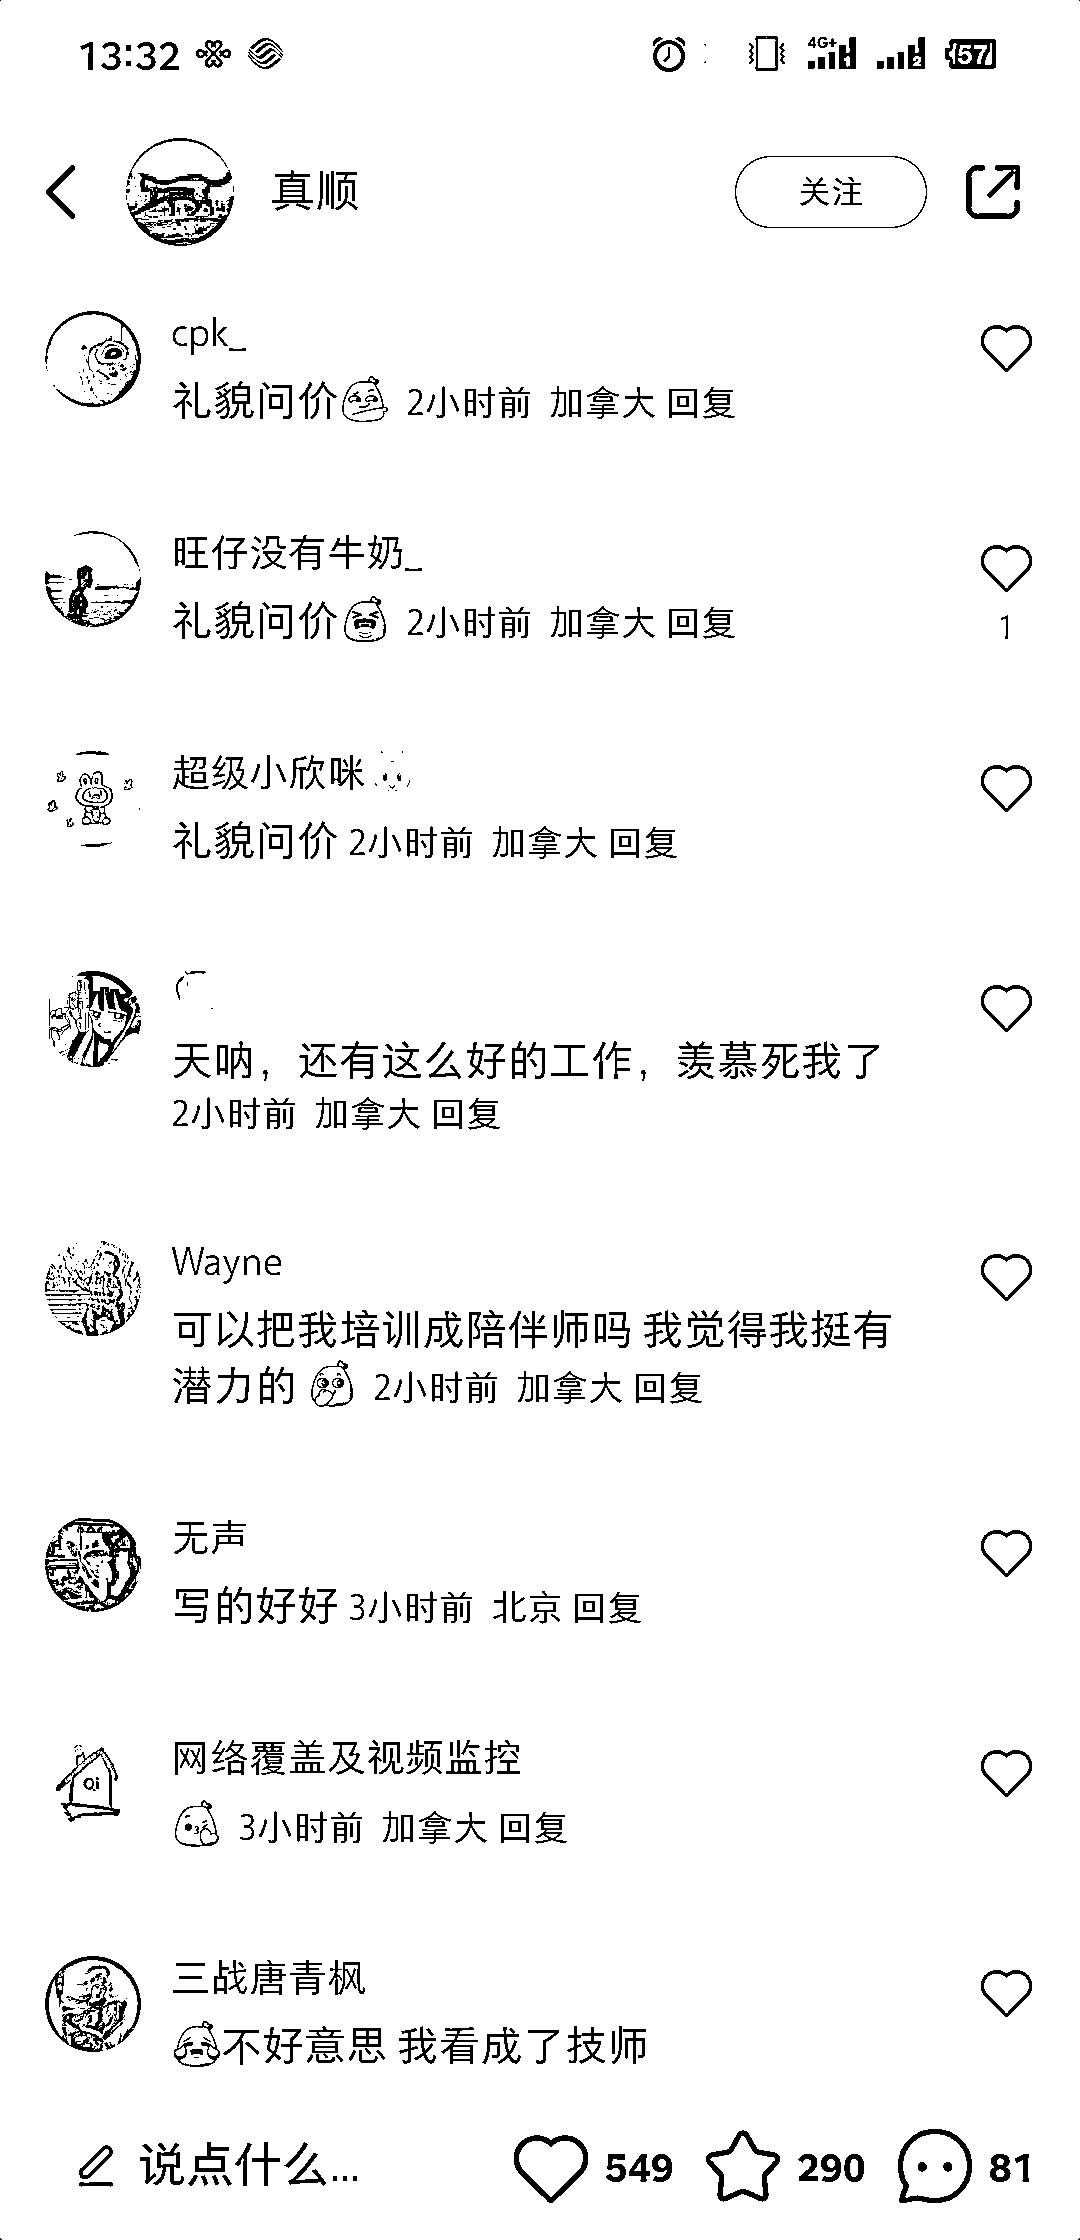 13:32 4G+ 1 2 57
真顺 关注
cpk_
礼貌问价 2小时前 加拿大 回复
旺仔没有牛奶_
礼貌问价 2小时前 加拿大 回复
1
超级小欣咪
礼貌问价 2小时前 加拿大 回复
天呐，还有这么好的工作，羡慕死我了
2小时前 加拿大 回复
Wayne
可以把我培训成陪伴师吗 我觉得我挺有
潜力的 2小时前 加拿大 回复
无声
写的好好 3小时前 北京 回复
Qi
网络覆盖及视频监控
3小时前 加拿大 回复
三战唐青枫
不好意思 我看成了技师
说点什么... 549 290 81